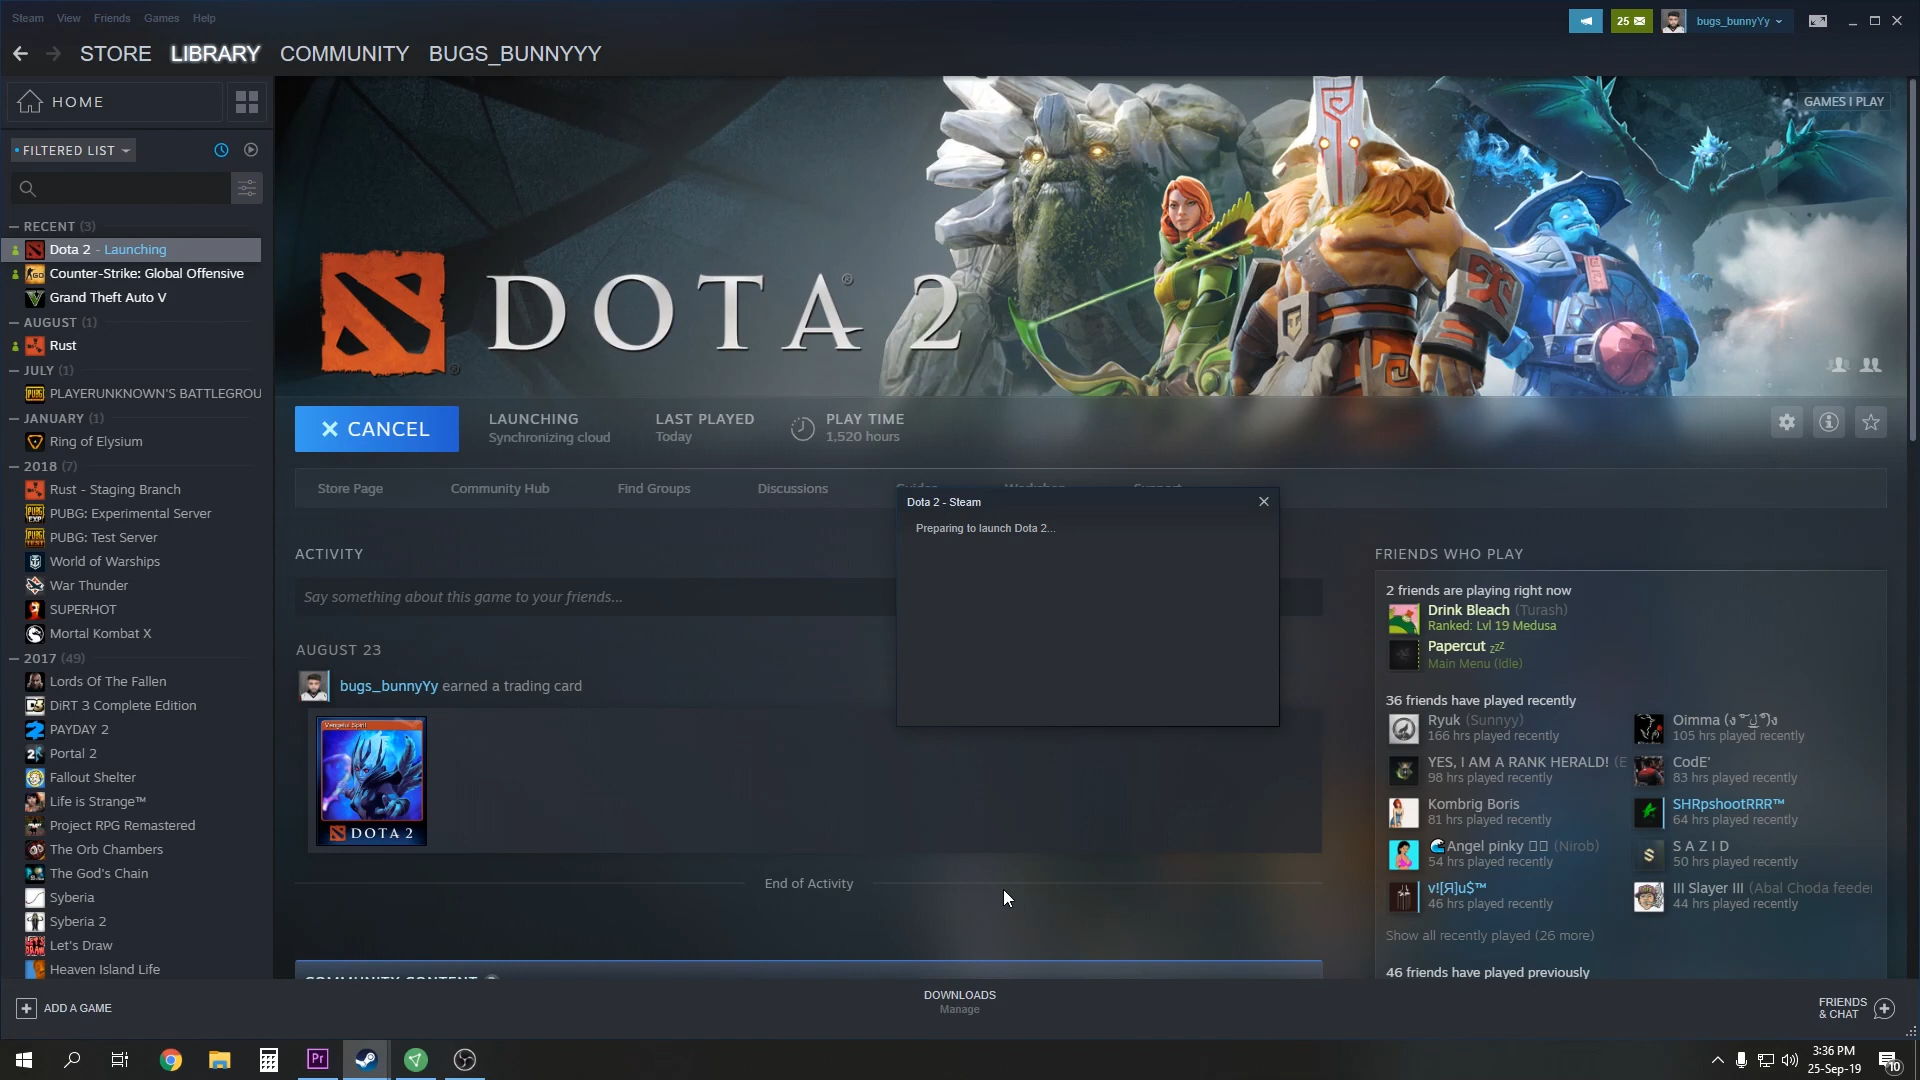 Steam View Friends Games Help
25
bugs_bunnyYy
STORE LIBRARY COMMUNITY BUGS_BUNNYYY
HOME
GAMES I PLAY
FILTERED LIST
— RECENT (3)
Dota 2 - Launching
Counter-Strike: Global Offensive
Grand Theft Auto V
— AUGUST (1)
Rust
— JULY (1)
PLAYERUNKNOWN'S BATTLEGROU
— JANUARY (1)
Ring of Elysium
— 2018 (7)
Rust - Staging Branch
PUBG: Experimental Server
PUBG: Test Server
World of Warships
War Thunder
SUPERHOT
Mortal Kombat X
— 2017 (49)
Lords Of The Fallen
DiRT 3 Complete Edition
PAYDAY 2
Portal 2
Fallout Shelter
Life is Strange™
Project RPG Remastered
The Orb Chambers
The God's Chain
Syberia
Syberia 2
Let's Draw
Heaven Island Life
DOTA 2®
CANCEL
LAUNCHING
Synchronizing cloud
LAST PLAYED
Today
PLAY TIME
1,520 hours
Store Page Community Hub Find Groups Discussions
Dota 2 - Steam
Preparing to launch Dota 2...
ACTIVITY
Say something about this game to your friends...
AUGUST 23
bugs_bunnyYy earned a trading card
Vengeful Spirit
DOTA 2
End of Activity
COMMUNITY CONTENT
FRIENDS WHO PLAY
2 friends are playing right now
Drink Bleach (Turash)
Ranked: Lvl 19 Medusa
Papercut zzZ
Main Menu (Idle)
36 friends have played recently
Ryuk (Sunnyy)
166 hrs played recently
YES, I AM A RANK HERALD! (E
98 hrs played recently
Kombrig Boris
81 hrs played recently
Angel pinky (Nirob)
54 hrs played recently
v![Я]u$™
46 hrs played recently
Oimma
105 hrs played recently
CodE'
83 hrs played recently
SHRpshootRRR™
64 hrs played recently
S A Z I D
50 hrs played recently
III Slayer III (Abal Choda feeder
44 hrs played recently
Show all recently played (26 more)
46 friends have played previously
ADD A GAME
DOWNLOADS
Manage
FRIENDS
& CHAT
Pr
3:36 PM
25-Sep-19
10